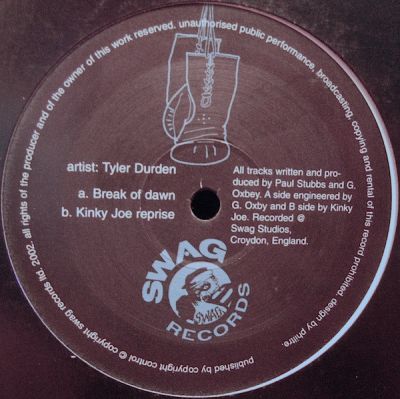 all rights of the producer and of the owner of this work reserved. unauthorised public performance, broadcasting, copying and rental of this record prohibited. design by philtre.
artist: Tyler Durden
a. Break of dawn
b. Kinky Joe reprise
All tracks written and pro-
duced by Paul Stubbs and G.
Oxbey. A side engineered by
G. Oxby and B side by Kinky
Joe. Recorded @
Swag Studios,
Croydon, England.
SWAG
SWAG
RECORDS
published by copyright control © copyright swag records ltd. 2002.